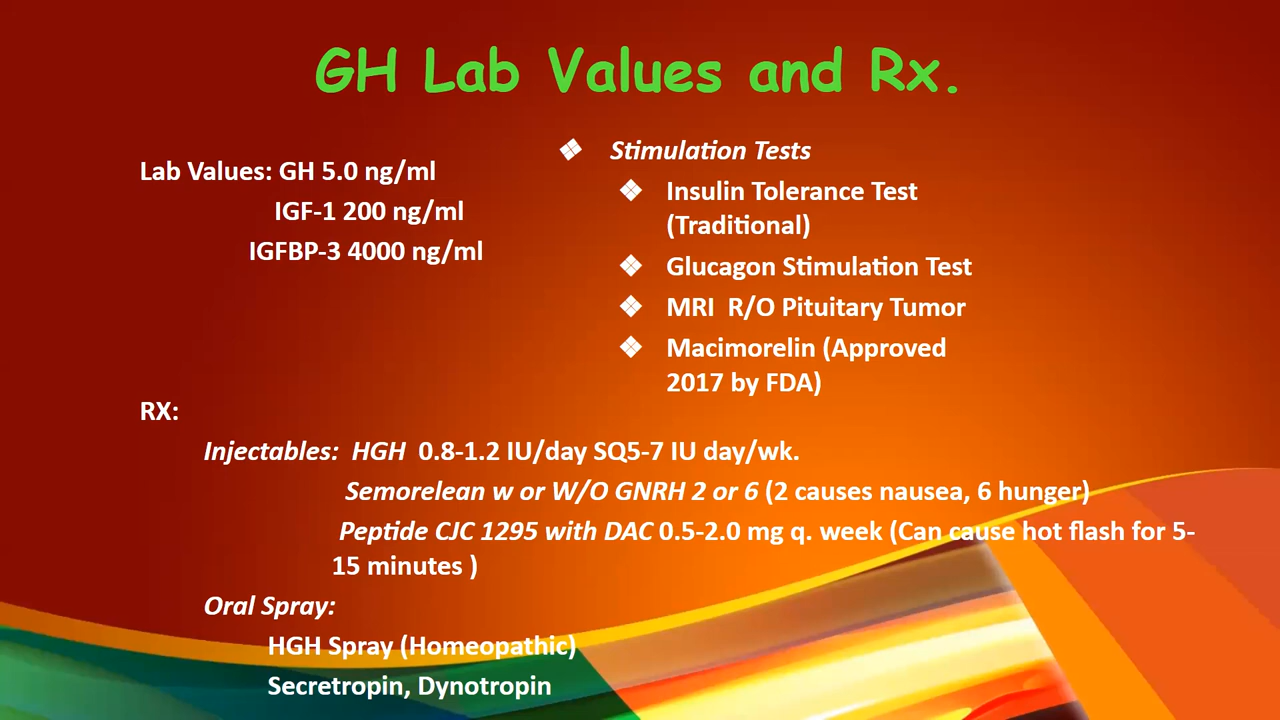 GH Lab Values and Rx.
Lab Values: GH 5.0 ng/ml
IGF-1 200 ng/ml
IGFBP-3 4000 ng/ml
❖ Stimulation Tests
❖ Insulin Tolerance Test
(Traditional)
❖ Glucagon Stimulation Test
❖ MRI R/O Pituitary Tumor
❖ Macimorelin (Approved
2017 by FDA)
RX:
Injectables: HGH 0.8-1.2 IU/day SQ5-7 IU day/wk.
Semorelean w or W/O GNRH 2 or 6 (2 causes nausea, 6 hunger)
Peptide CJC 1295 with DAC 0.5-2.0 mg q. week (Can cause hot flash for 5-
15 minutes )
Oral Spray:
HGH Spray (Homeopathic)
Secretropin, Dynotropin